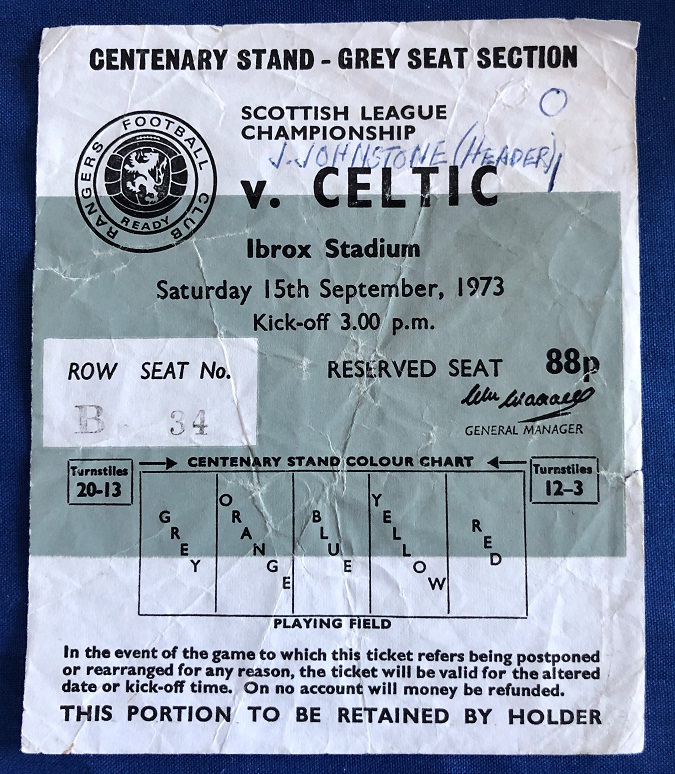 CENTENARY STAND - GREY SEAT SECTION
RANGERS FOOTBALL CLUB
READY
SCOTTISH LEAGUE
CHAMPIONSHIP
0
J. JOHNSTONE (HEADER) 1
v. CELTIC
Ibrox Stadium
Saturday 15th September, 1973
Kick-off 3.00 p.m.
ROW SEAT No.
B 34
RESERVED SEAT 88p
GENERAL MANAGER
CENTENARY STAND COLOUR CHART
Turnstiles
20-13
Turnstiles
12-3
GREY
ORANGE
BLUE
YELLOW
RED
PLAYING FIELD
In the event of the game to which this ticket refers being postponed
or rearranged for any reason, the ticket will be valid for the altered
date or kick-off time. On no account will money be refunded.
THIS PORTION TO BE RETAINED BY HOLDER